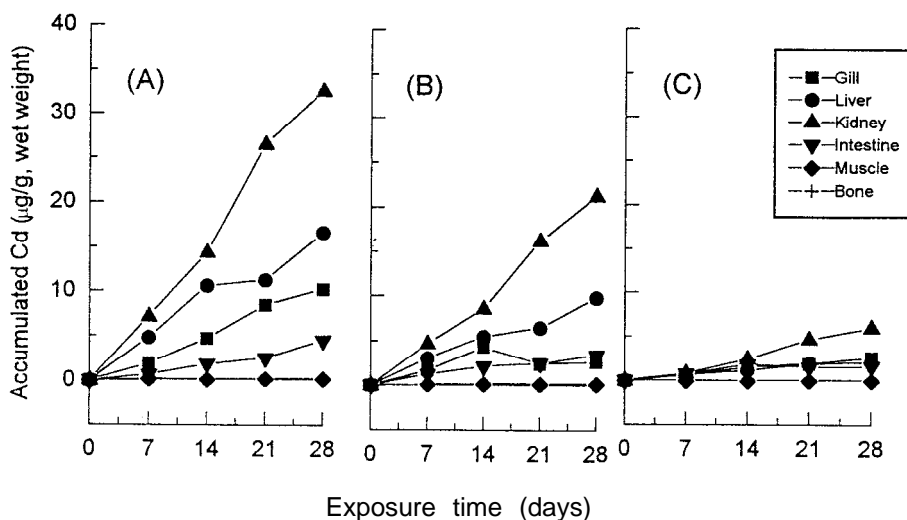 40
30
20
10
0
Accumulated Cd (μg/g, wet weight)
(A)
(B)
(C)
Gill
Liver
Kidney
Intestine
Muscle
Bone
0 7 14 21 28
0 7 14 21 28
0 7 14 21 28
Exposure time (days)